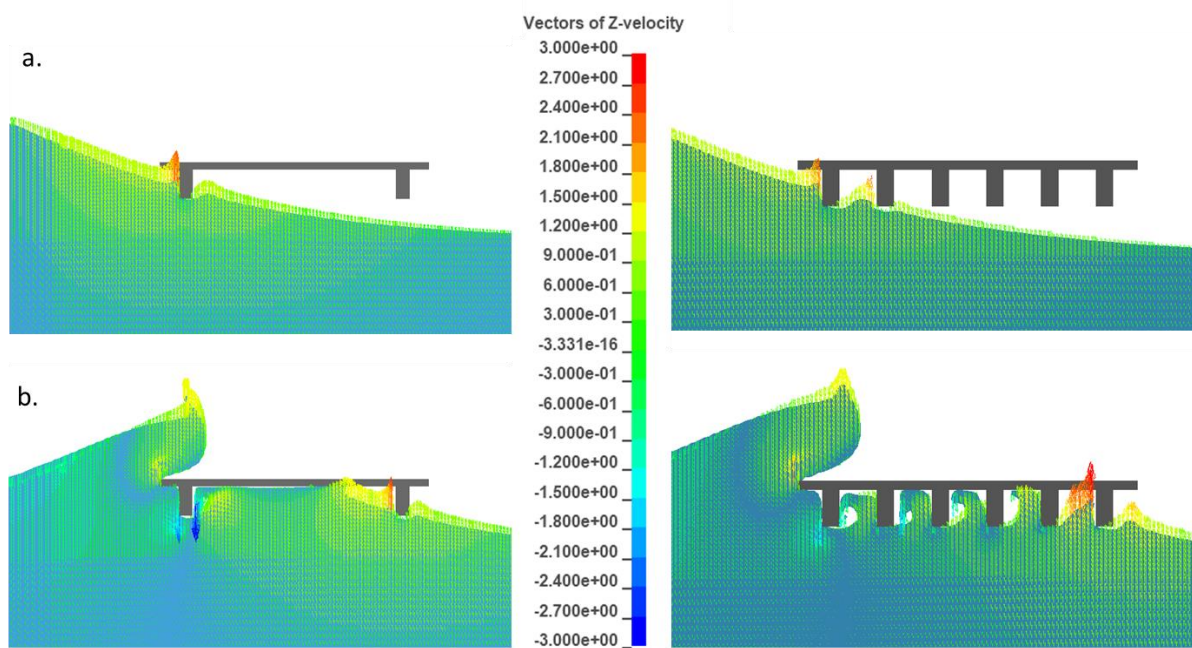 Vectors of Z-velocity
a.
3.000e+00
2.700e+00
2.400e+00
2.100e+00
1.800e+00
1.500e+00
1.200e+00
9.000e-01
6.000e-01
3.000e-01
-3.331e-16
-3.000e-01
-6.000e-01
-9.000e-01
-1.200e+00
-1.500e+00
-1.800e+00
-2.100e+00
-2.400e+00
-2.700e+00
-3.000e+00
b.